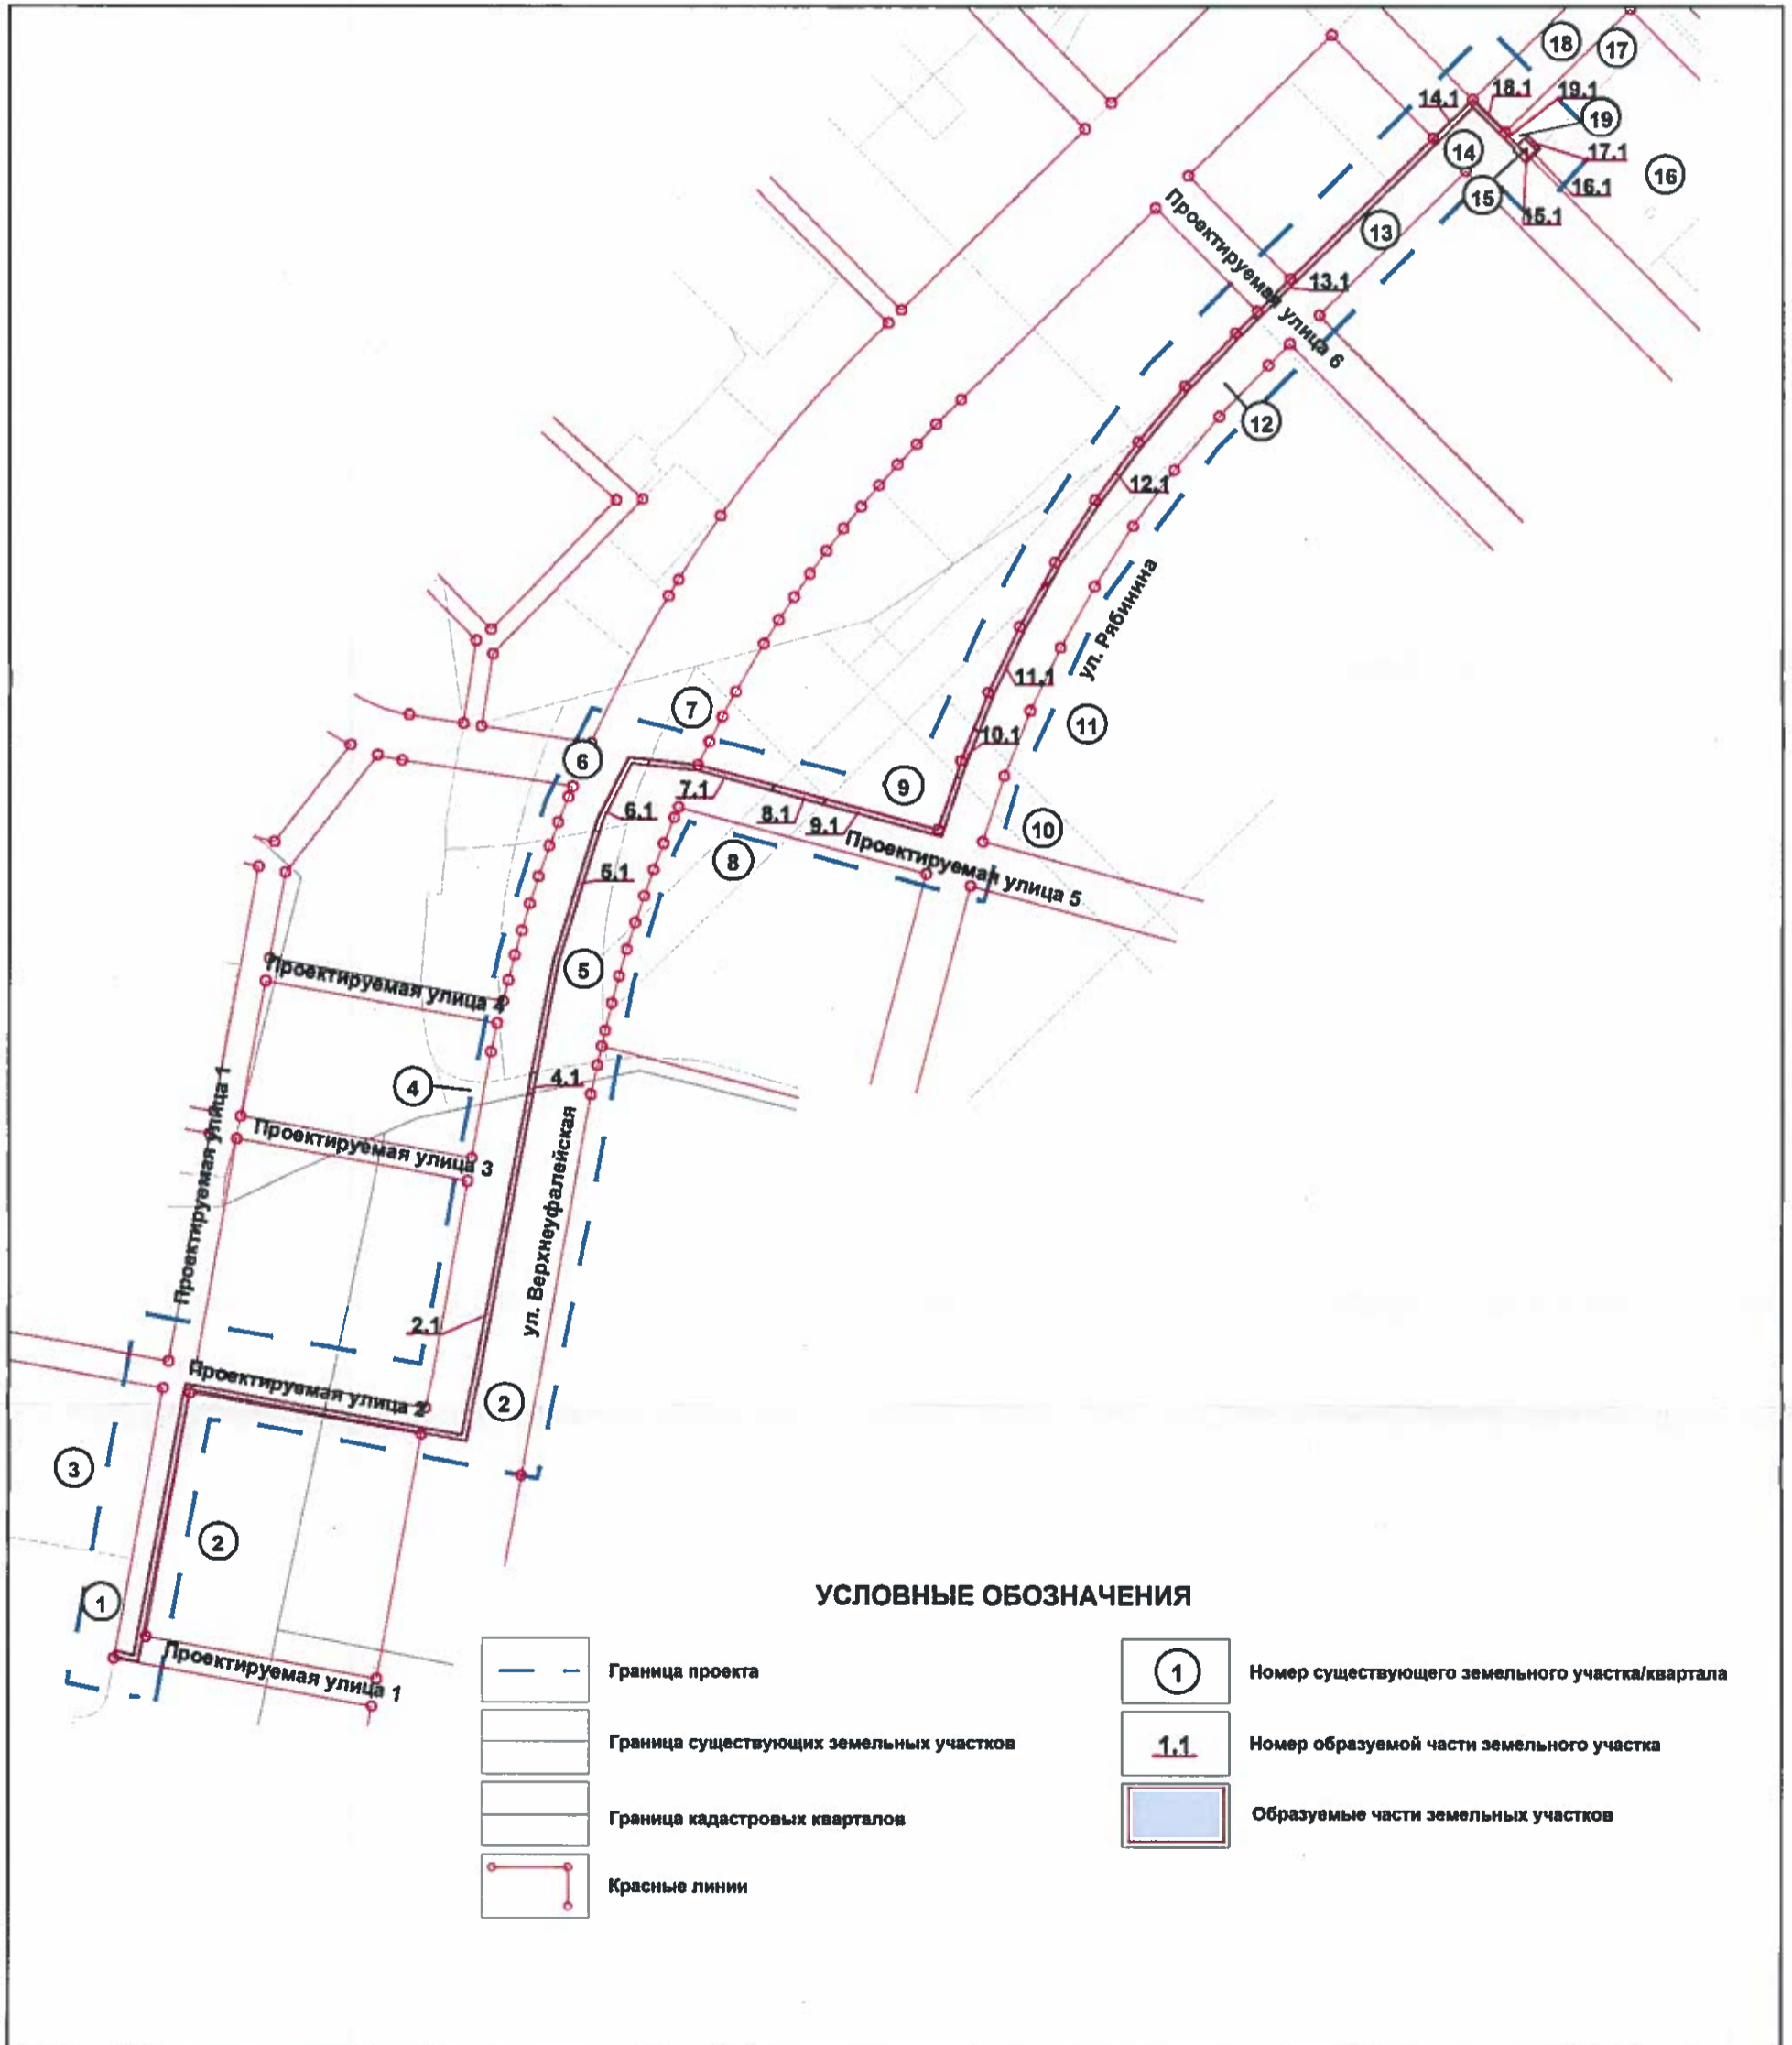 18
17
14.1
18.1
19.1
19
14
17.1
16
16.1
15
15.1
13
Проектируемая улица 6
13.1
12
12.1
ул. Рябинина
11.1
7
11
10.1
6
9
7.1
6.1
8.1
9.1
10
Проектируемая улица 5
8
5.1
5
Проектируемая улица 4
4
4.1
Проектируемая улица 1
Проектируемая улица 3
ул. Верхнеуфалейская
2.1
Проектируемая улица 2
2
3
2
1
Проектируемая улица 1
УСЛОВНЫЕ ОБОЗНАЧЕНИЯ
Граница проекта
1
Номер существующего земельного участка/квартала
Граница существующих земельных участков
1.1
Номер образуемой части земельного участка
Граница кадастровых кварталов
Образуемые части земельных участков
Красные линии